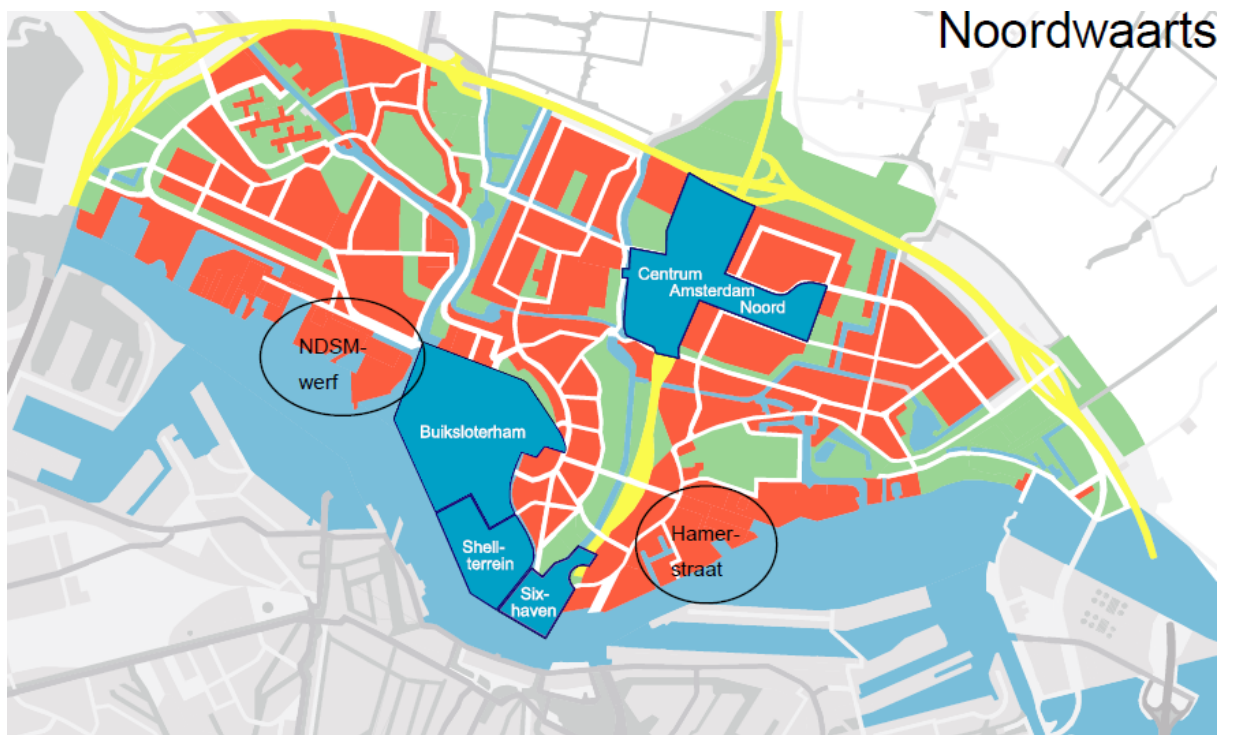 Noordwaarts
Centrum
Amsterdam
Noord
NDSM-
werf
Buiksloterham
Shell-
terrein
Six-
haven
Hamer-
straat